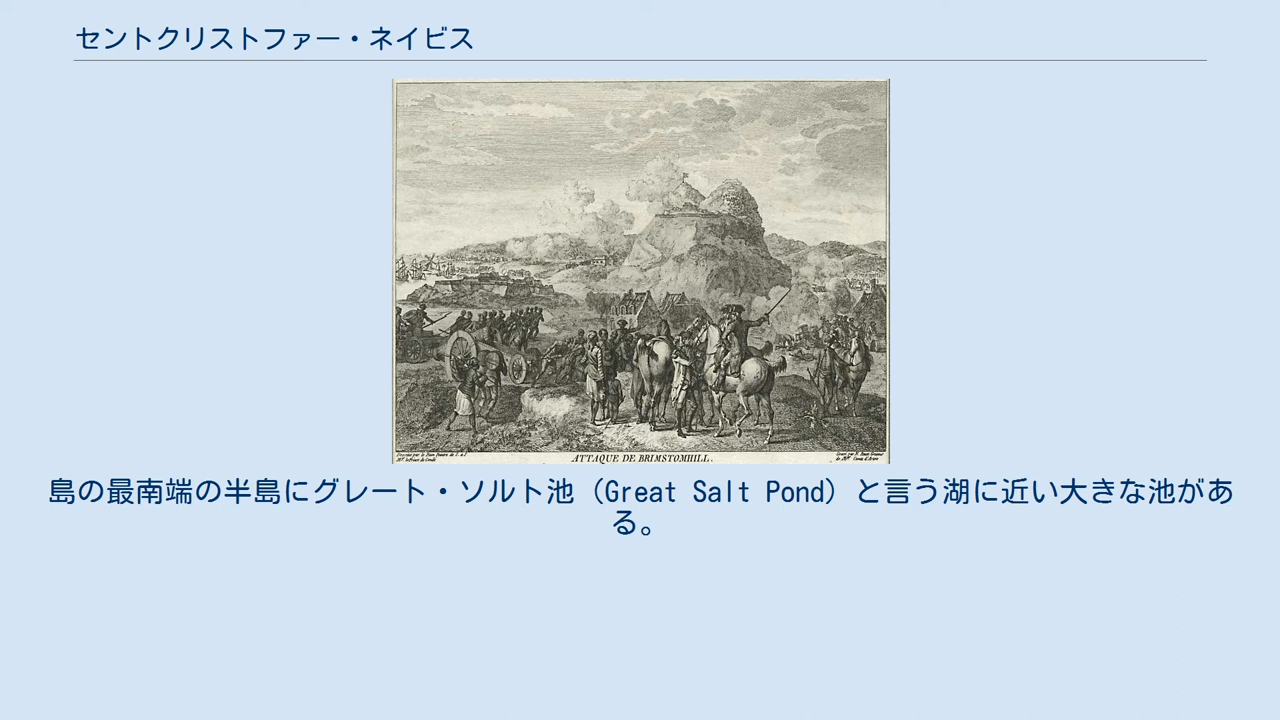 セントクリストファー・ネイビス
ATTAQUE DE BRIMSTOMHILL.
島の最南端の半島にグレート・ソルト池（Great Salt Pond）と言う湖に近い大きな池があ
る。